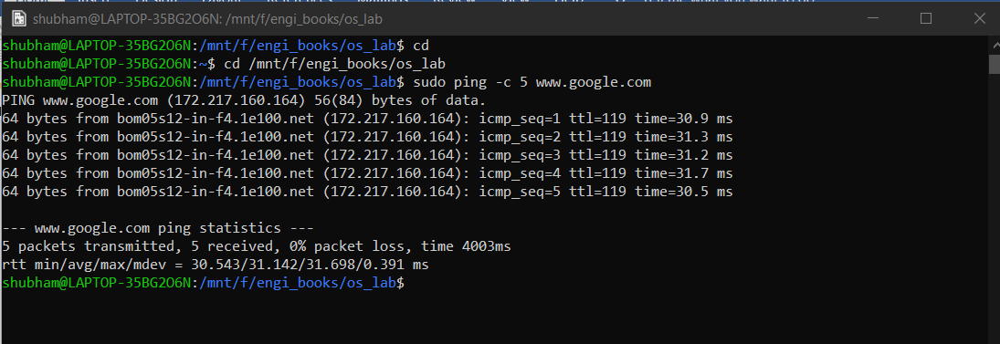 shubham@LAPTOP-35BG2O6N: /mnt/f/engi_books/os_lab
shubham@LAPTOP-35BG2O6N:/mnt/f/engi_books/os_lab$ cd
shubham@LAPTOP-35BG2O6N:~$ cd /mnt/f/engi_books/os_lab
shubham@LAPTOP-35BG2O6N:/mnt/f/engi_books/os_lab$ sudo ping -c 5 www.google.com
PING www.google.com (172.217.160.164) 56(84) bytes of data.
64 bytes from bom05s12-in-f4.1e100.net (172.217.160.164): icmp_seq=1 ttl=119 time=30.9 ms
64 bytes from bom05s12-in-f4.1e100.net (172.217.160.164): icmp_seq=2 ttl=119 time=31.3 ms
64 bytes from bom05s12-in-f4.1e100.net (172.217.160.164): icmp_seq=3 ttl=119 time=31.2 ms
64 bytes from bom05s12-in-f4.1e100.net (172.217.160.164): icmp_seq=4 ttl=119 time=31.7 ms
64 bytes from bom05s12-in-f4.1e100.net (172.217.160.164): icmp_seq=5 ttl=119 time=30.5 ms
--- www.google.com ping statistics ---
5 packets transmitted, 5 received, 0% packet loss, time 4003ms
rtt min/avg/max/mdev = 30.543/31.142/31.698/0.391 ms
shubham@LAPTOP-35BG2O6N:/mnt/f/engi_books/os_lab$